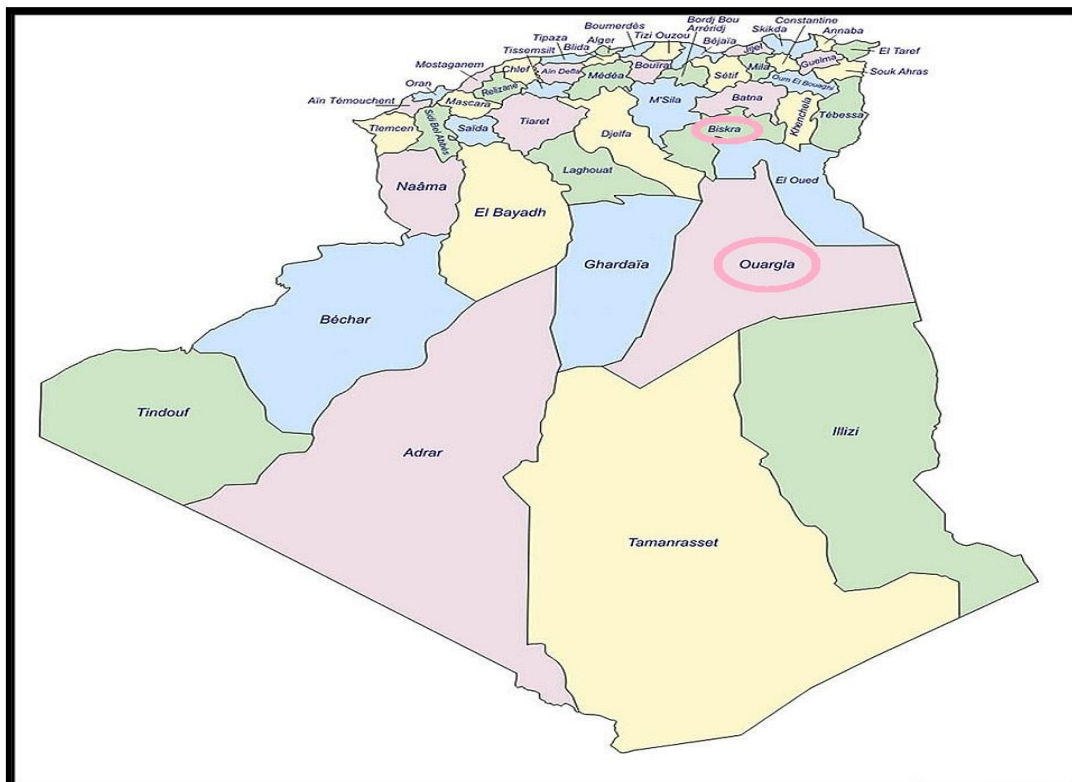 Bordj Bou
Arréridj
Constantine
Boumerdès
Skikda
Annaba
Tipaza
Alger
Tizi Ouzou
Béjaïa
Tissemsilt
Blida
Jijel
El Taref
Mostaganem
Chlef
Aïn Defla
Médéa
Bouira
Sétif
Mila
Guelma
Souk Ahras
Oran
Relizane
Oum El Bouaghi
Aïn Témouchent
Mascara
M'Sila
Batna
Khenchela
Tébessa
Tlemcen
Sidi Bel Abbès
Saïda
Tiaret
Djelfa
Biskra
Laghouat
El Oued
Naâma
El Bayadh
Ghardaïa
Ouargla
Béchar
Tindouf
Adrar
Illizi
Tamanrasset